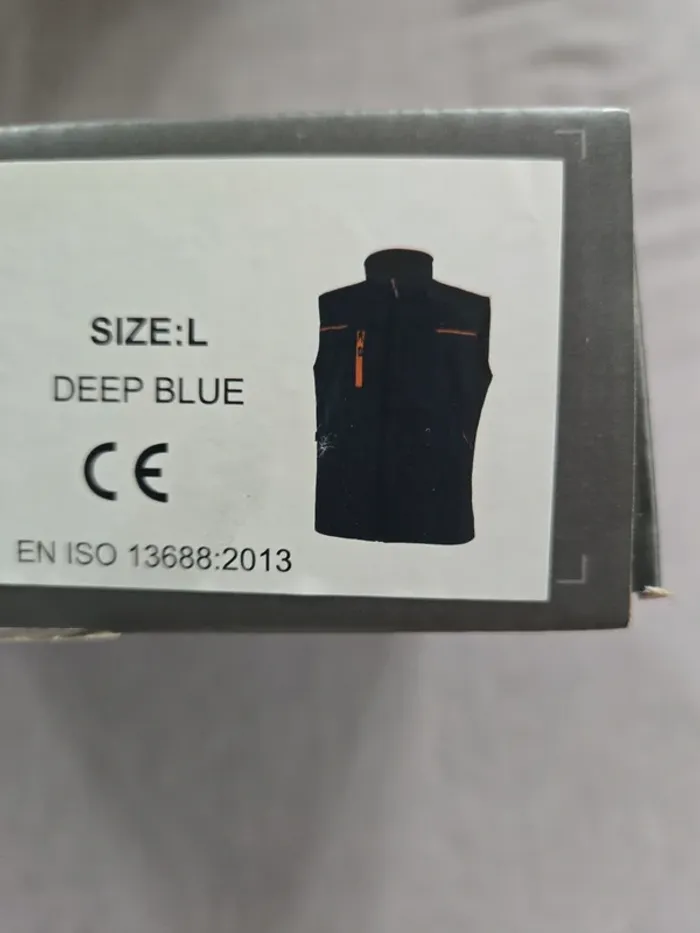 SIZE:L
DEEP BLUE
CE
EN ISO 13688:2013